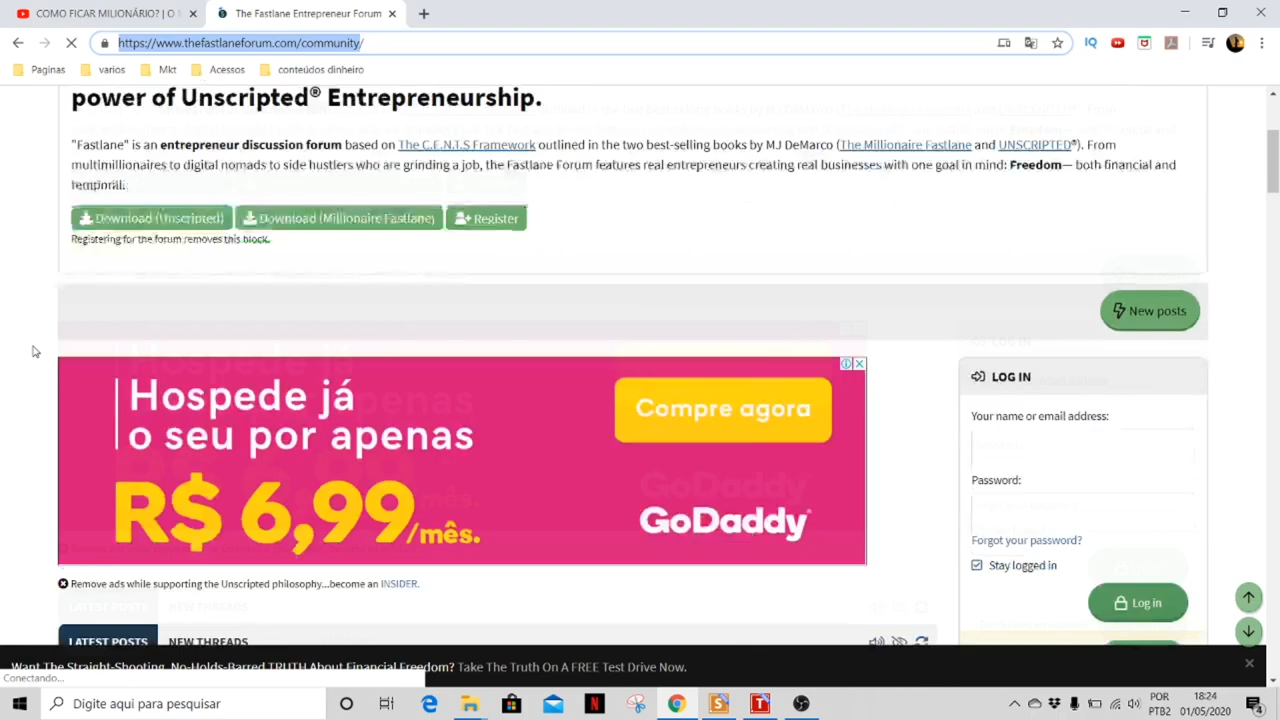 COMO FICAR MILIONÁRIO? | O
The Fastlane Entrepreneur Forum
https://www.thefastlaneforum.com/community/
Paginas
varios
Mkt
Acessos
conteúdos dinheiro
power of Unscripted® Entrepreneurship.
"Fastlane" is an entrepreneur discussion forum based on The C.E.N.T.S Framework outlined in the two best-selling books by MJ DeMarco (The Millionaire Fastlane and UNSCRIPTED®). From
multimillionaires to digital nomads to side hustlers who are grinding a job, the Fastlane Forum features real entrepreneurs creating real businesses with one goal in mind: Freedom— both financial and
Download (Unscripted)
Download (Millionaire Fastlane)
Register
Registering for the forum removes this block.
New posts
Hospede já
o seu por apenas
R$ 6,99/mês.
Compre agora
GoDaddy
LOG IN
Your name or email address:
Password:
Forgot your password?
Stay logged in
Log in
Remove ads while supporting the Unscripted philosophy...become an INSIDER.
LATEST POSTS
NEW THREADS
Want The Straight-Shooting, No-Holds-Barred TRUTH About Financial Freedom? Take The Truth On A FREE Test Drive Now.
Conectando...
Digite aqui para pesquisar
POR
PTB2
18:24
01/05/2020
4